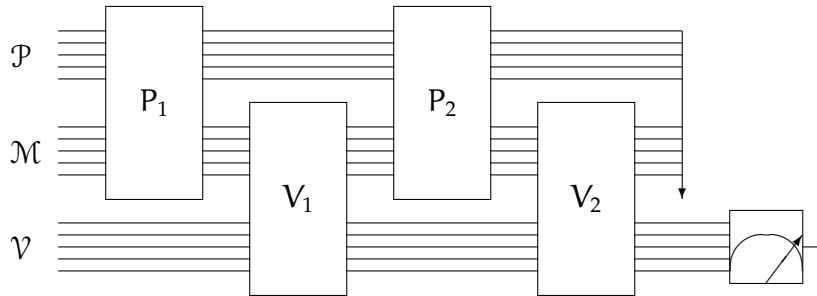 𝒫
P₁
P₂
ℳ
V₁
V₂
𝒱